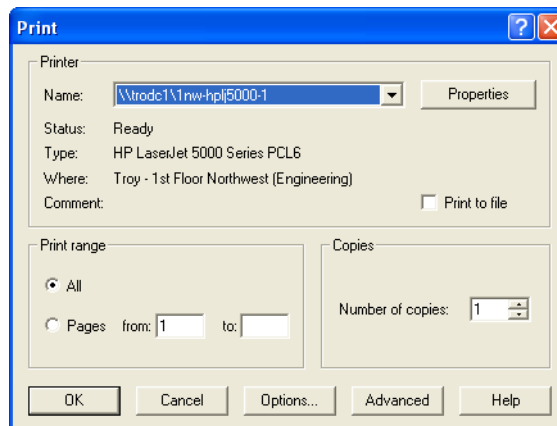 Print
Printer
Name: \\trodc1\1nw-hplj5000-1 Properties
Status: Ready
Type: HP LaserJet 5000 Series PCL6
Where: Troy - 1st Floor Northwest (Engineering)
Comment: Print to file
Print range
All
Pages from: 1 to:
Copies
Number of copies: 1
OK Cancel Options... Advanced Help